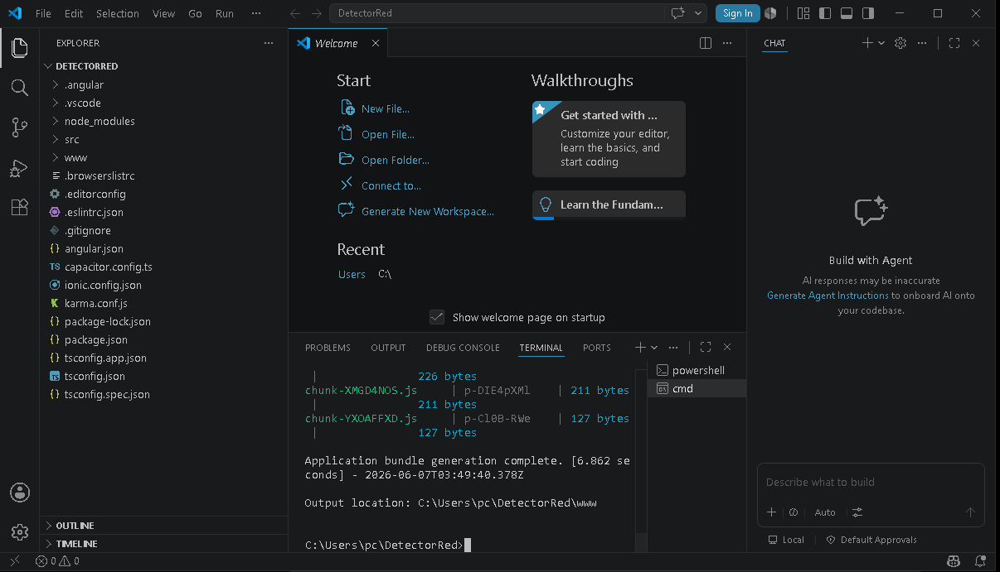 File Edit Selection View Go Run ··· DetectorRed Sign In
EXPLORER ···
DETECTORRED
.angular
.vscode
node_modules
src
www
.browserslistrc
.editorconfig
.eslintrc.json
.gitignore
{} angular.json
TS capacitor.config.ts
ionic.config.json
karma.conf.js
{} package-lock.json
{} package.json
{} tsconfig.app.json
TS tsconfig.json
{} tsconfig.spec.json
OUTLINE
TIMELINE
0 0
Welcome
Start
New File...
Open File...
Open Folder...
Connect to...
Generate New Workspace...
Recent
Users C:\
Walkthroughs
Get started with ...
Customize your editor,
learn the basics, and
start coding
Learn the Fundam...
Show welcome page on startup
PROBLEMS OUTPUT DEBUG CONSOLE TERMINAL PORTS
| 226 bytes
chunk-XMGD4NOS.js | p-DIE4pXMl | 211 bytes
| 211 bytes
chunk-YXOAFFXD.js | p-Cl0B-RWe | 127 bytes
| 127 bytes
Application bundle generation complete. [6.862 se
conds] - 2026-06-07T03:49:40.378Z
Output location: C:\Users\pc\DetectorRed\www
C:\Users\pc\DetectorRed>
powershell
cmd
CHAT
Build with Agent
AI responses may be inaccurate
Generate Agent Instructions to onboard AI onto
your codebase.
Describe what to build
Auto
Local Default Approvals